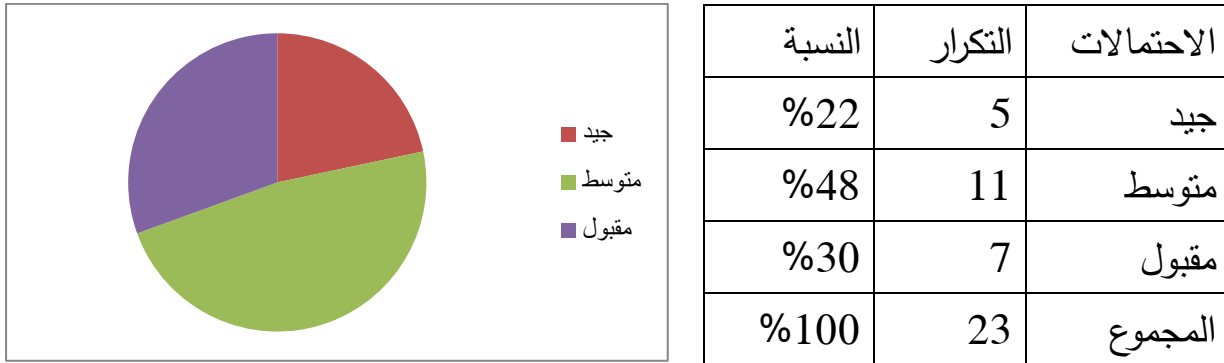 الاحتمالات التكرار النسبة
جيد 5 %22
متوسط 11 %48
مقبول 7 %30
المجموع 23 %100
جيد
متوسط
مقبول